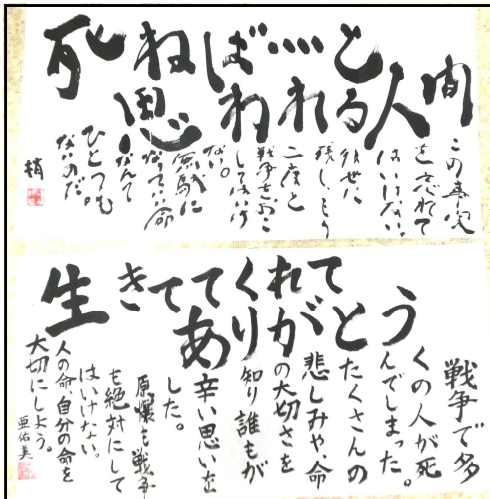 死ねば……と
思われる人間
この事実
を忘れて
はいけない。
後世に
残し、もう
二度と
戦争をおこ
してはいけ
ない。
無駄に
なっていい命
なんて
ひとつも
ないのだ。
梢
生きててくれて
ありがとう
戦争で多
くの人が死
んでしまった。
たくさんの
悲しみや、命
の大切さを
知り誰もが
辛い思いを
した。
原爆も戦争
も絶対にして
はいけない。
人の命、自分の命を
大切にしよう。
亜佑美